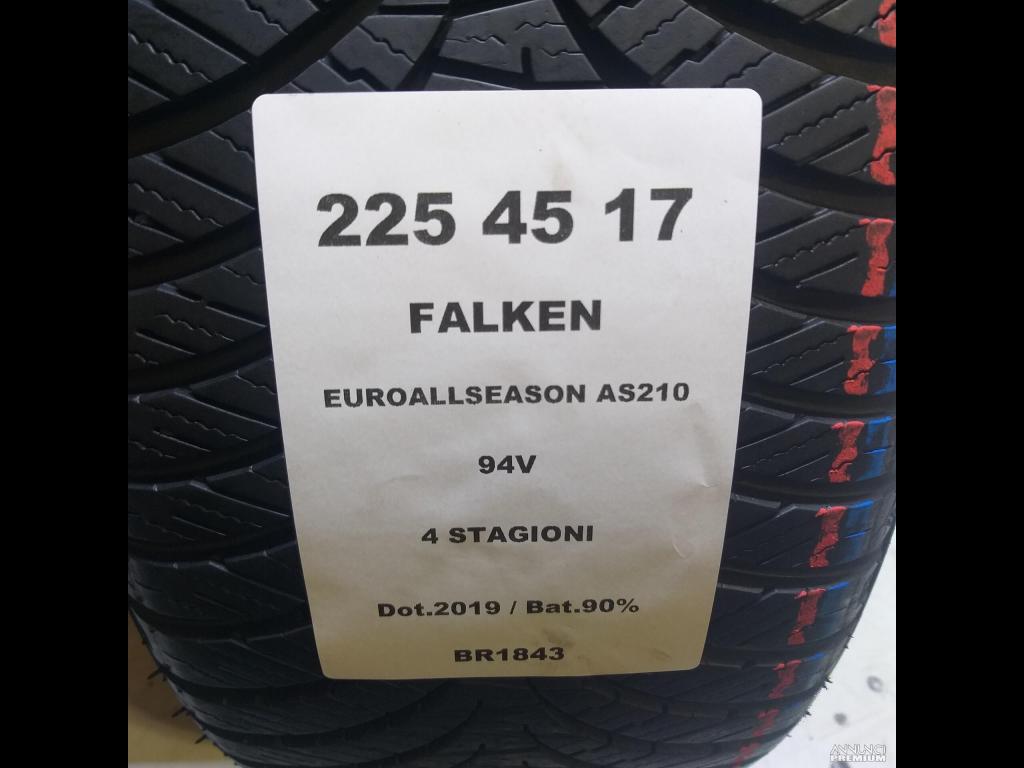 225 45 17
FALKEN
EUROALLSEASON AS210
94V
4 STAGIONI
Dot.2019 / Bat.90%
BR1843
ANNUNCI
PREMIUM